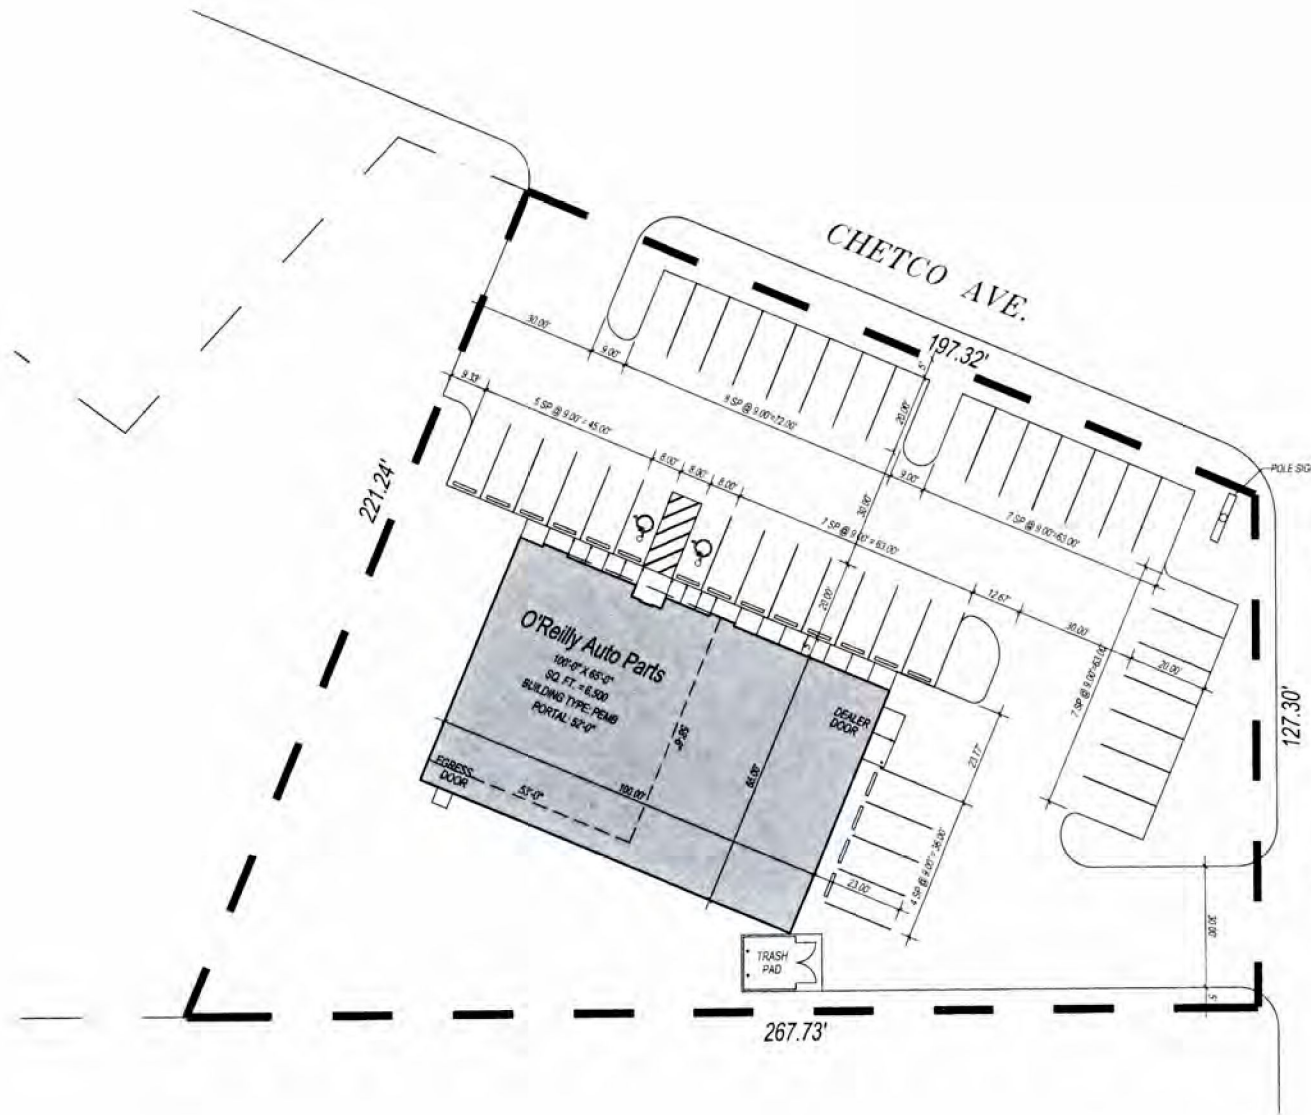 CHETCO AVE.
197.32'
POLE SIG
30.00'
9.00'
5'
9.33'
8 SP @ 9.00'=72.00'
20.00'
5 SP @ 9.00' = 45.00'
8.00'
8.00'
8.00'
9.00'
221.24'
30.00'
7 SP @ 9.00'=63.00'
7 SP @ 9.00' = 63.00'
12.67'
20.00'
30.00'
20.00'
5'
O'Reilly Auto Parts
100'-0" X 65'-0"
SQ. FT. = 6,500
BUILDING TYPE: PEMB
PORTAL: 52'-0"
7 SP @ 9.00'=63.00'
127.30'
DEALER
DOOR
23.17'
EGRESS
DOOR
53'-0"
100.00'
4 SP @ 9.00' = 36.00'
23.00'
30.00
TRASH
PAD
5'
267.73'